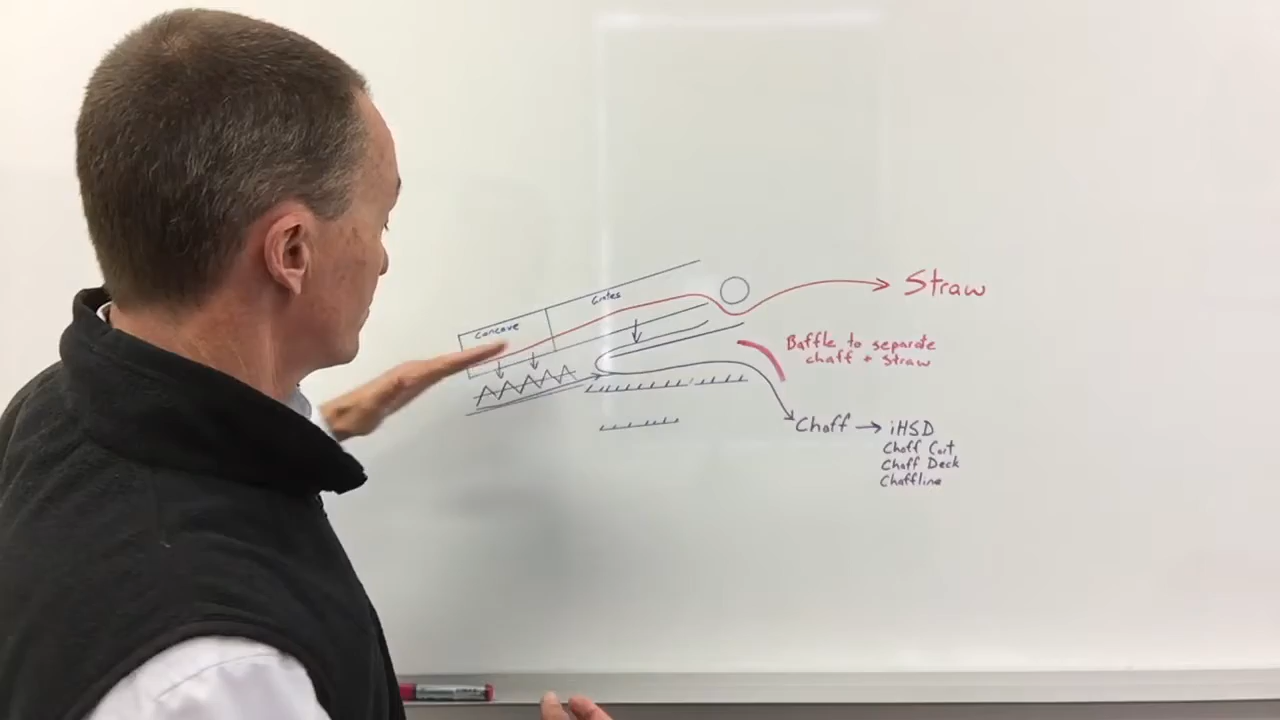 Grates
Concave
Straw
Baffle to separate
chaff + straw
Chaff → iHSD
Chaff Cart
Chaff Deck
Chaffline